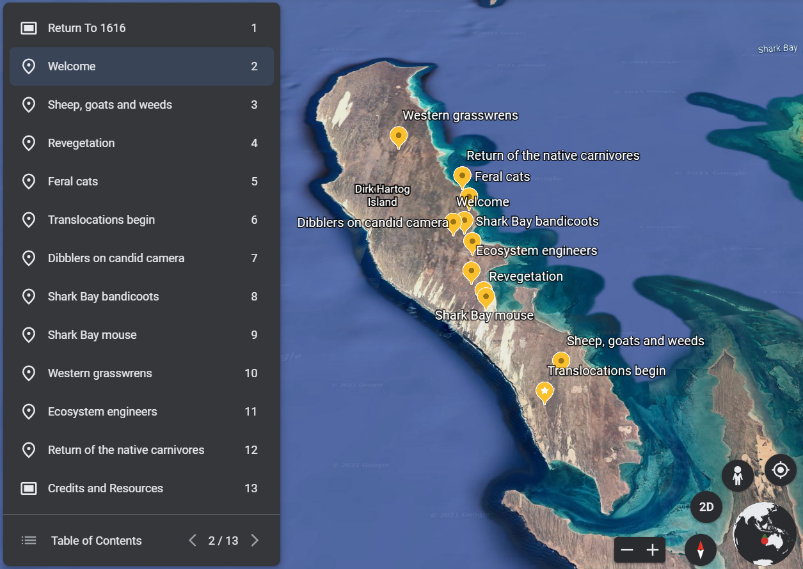 Return To 1616 1
Welcome 2
Sheep, goats and weeds 3
Revegetation 4
Feral cats 5
Translocations begin 6
Dibblers on candid camera 7
Shark Bay bandicoots 8
Shark Bay mouse 9
Western grasswrens 10
Ecosystem engineers 11
Return of the native carnivores 12
Credits and Resources 13
Table of Contents 2 / 13
Shark Bay
Western grasswrens
Return of the native carnivores
Feral cats
Dirk Hartog
Island
Welcome
Dibblers on candid camera
Shark Bay bandicoots
Ecosystem engineers
Revegetation
Shark Bay mouse
Sheep, goats and weeds
Translocations begin
2D